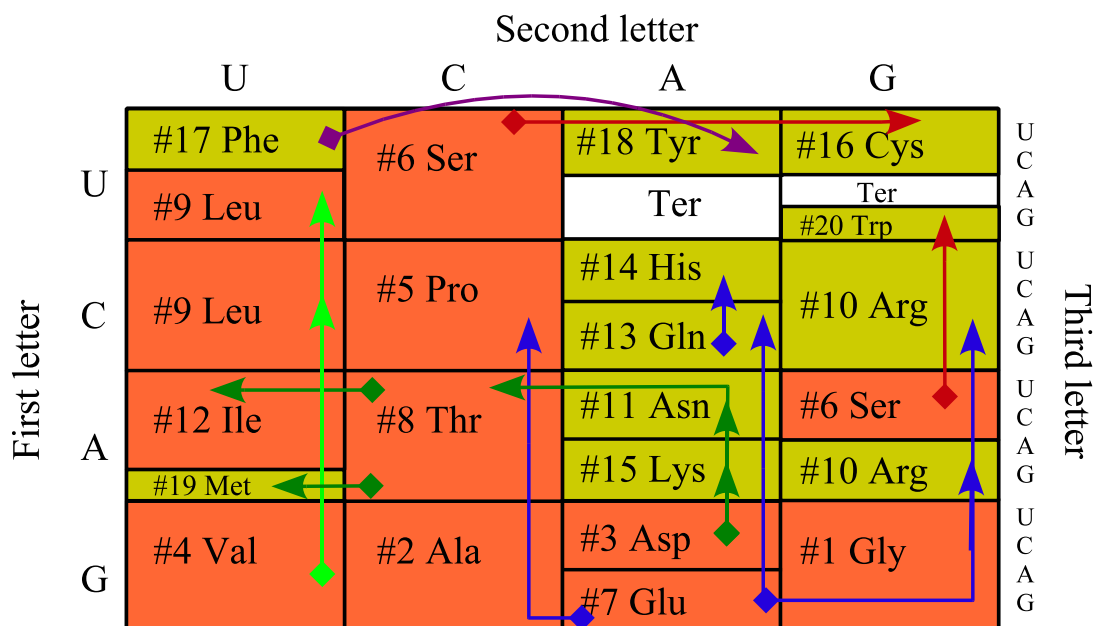 Second letter
U C A G
#17 Phe #6 Ser #18 Tyr #16 Cys U
C
U #9 Leu Ter Ter A
#20 Trp G
#9 Leu #5 Pro #14 His #10 Arg U
C
C #13 Gln A
G
#12 Ile #8 Thr #11 Asn #6 Ser U
C
A #19 Met #15 Lys #10 Arg A
G
#4 Val #2 Ala #3 Asp #1 Gly U
C
G #7 Glu A
G
First letter
Third letter